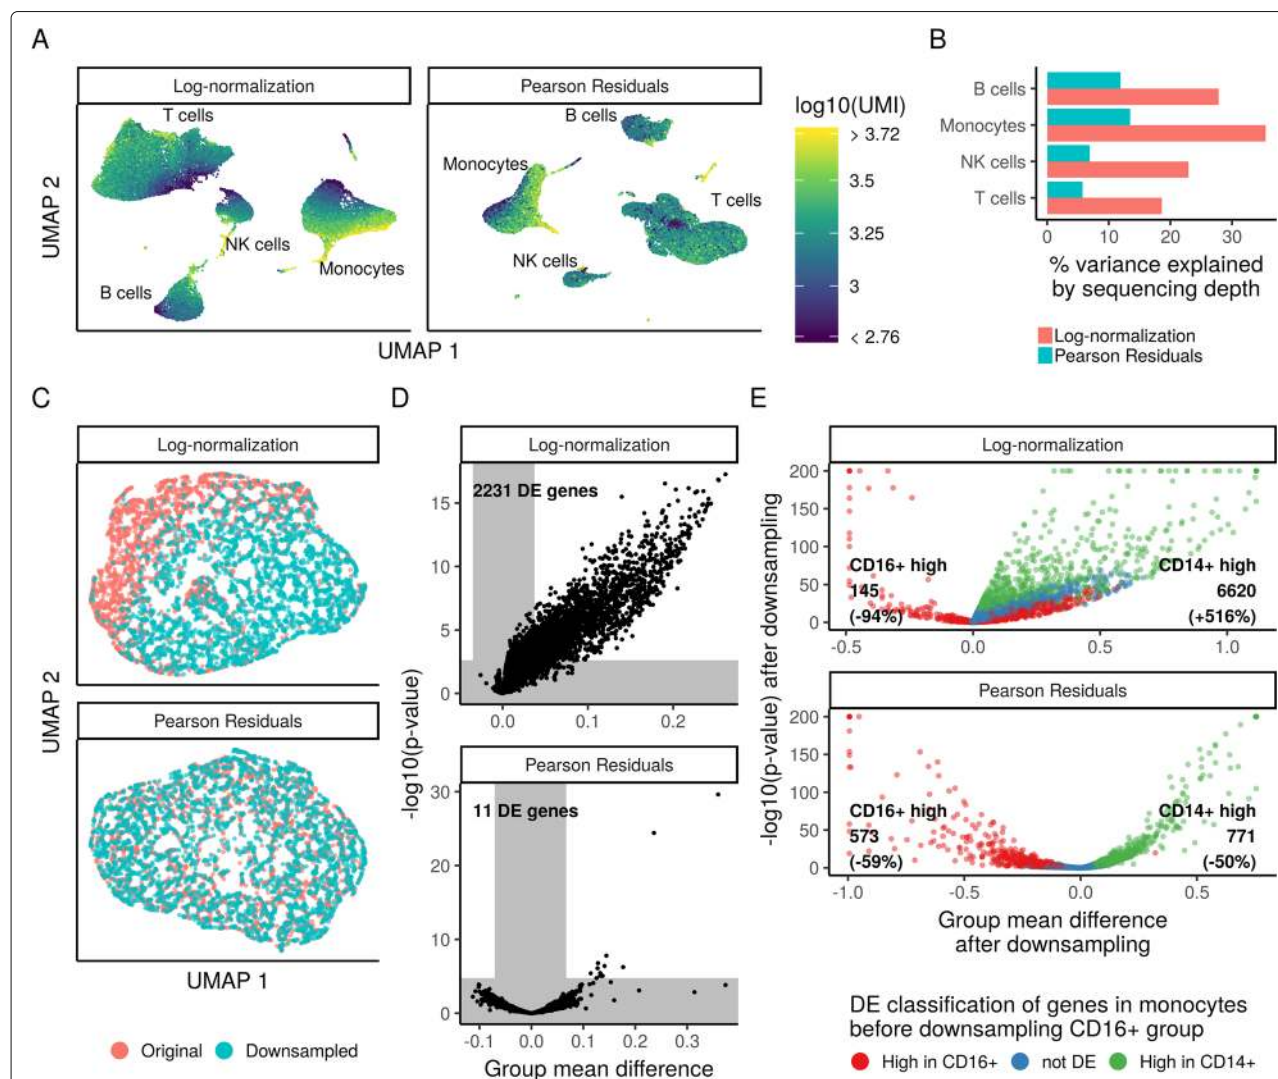 A
Log-normalization
Pearson Residuals
T cells
NK cells
Monocytes
B cells
B cells
Monocytes
T cells
NK cells
UMAP 2
UMAP 1
log10(UMI)
> 3.72
3.5
3.25
3
< 2.76
B
B cells
Monocytes
NK cells
T cells
0 10 20 30
% variance explained
by sequencing depth
Log-normalization
Pearson Residuals
C
Log-normalization
Pearson Residuals
UMAP 2
UMAP 1
Original Downsampled
D
Log-normalization
2231 DE genes
15
10
5
0
0.0 0.1 0.2
Pearson Residuals
11 DE genes
30
20
10
0
-0.1 0.0 0.1 0.2 0.3
-log10(p-value)
Group mean difference
E
Log-normalization
200
150
100
50
0
CD16+ high
145
(-94%)
CD14+ high
6620
(+516%)
-0.5 0.0 0.5 1.0
Pearson Residuals
200
150
100
50
0
CD16+ high
573
(-59%)
CD14+ high
771
(-50%)
-1.0 -0.5 0.0 0.5
-log10(p-value) after downsampling
Group mean difference
after downsampling
DE classification of genes in monocytes
before downsampling CD16+ group
High in CD16+ not DE High in CD14+